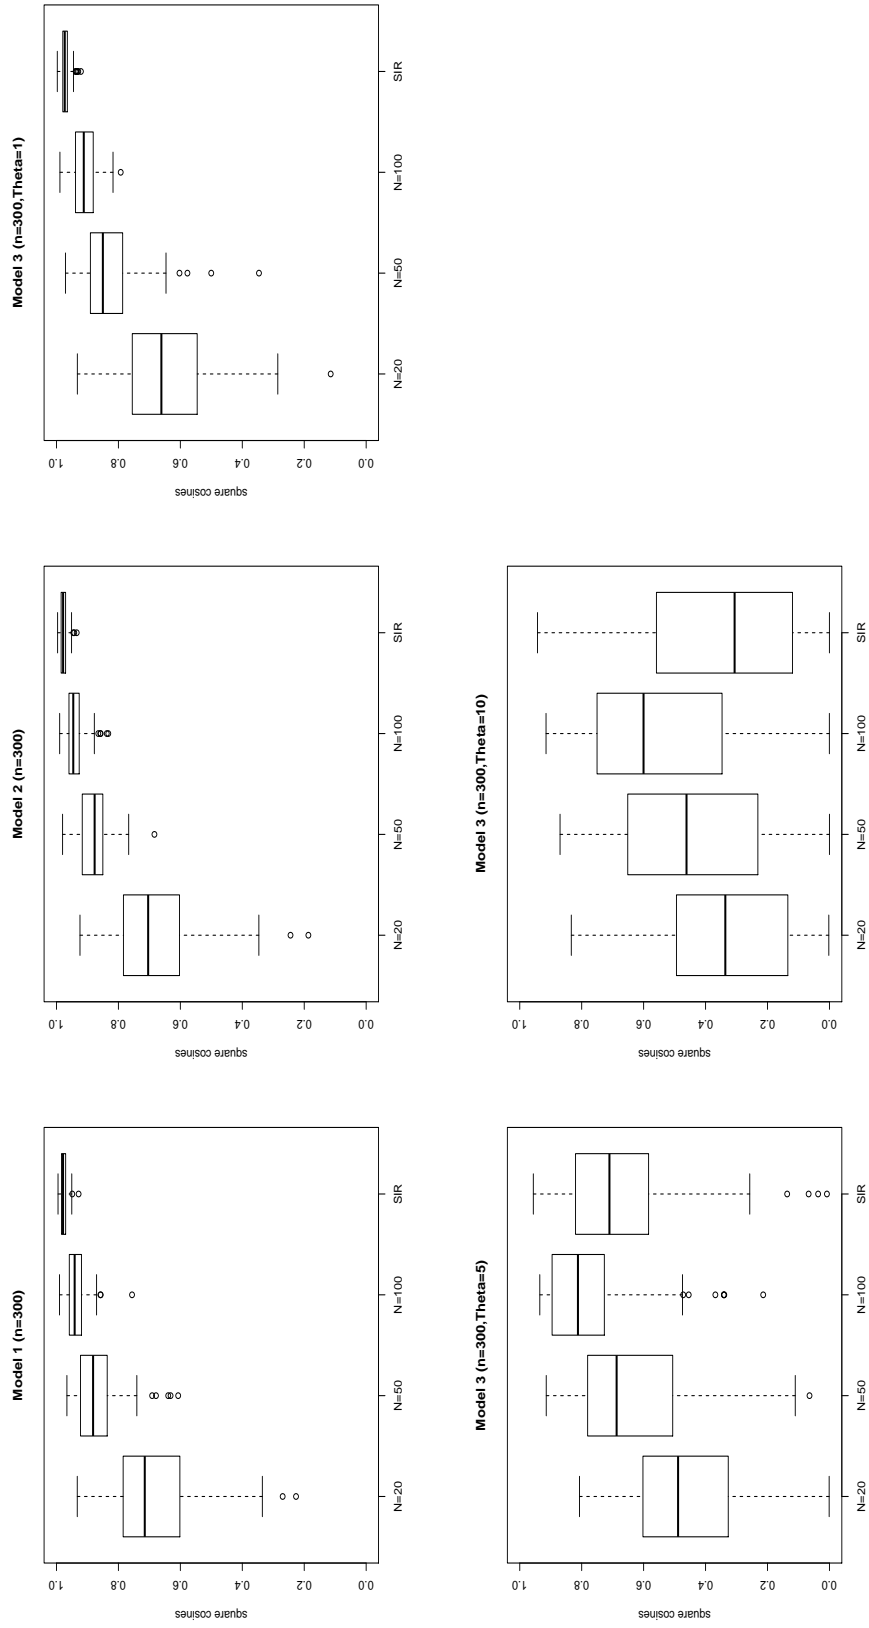 Model 1 (n=300)
square cosines
0.0
0.2
0.4
0.6
0.8
1.0
N=20
N=50
N=100
SIR
Model 2 (n=300)
square cosines
0.0
0.2
0.4
0.6
0.8
1.0
N=20
N=50
N=100
SIR
Model 3 (n=300,Theta=1)
square cosines
0.0
0.2
0.4
0.6
0.8
1.0
N=20
N=50
N=100
SIR
Model 3 (n=300,Theta=5)
square cosines
0.0
0.2
0.4
0.6
0.8
1.0
N=20
N=50
N=100
SIR
Model 3 (n=300,Theta=10)
square cosines
0.0
0.2
0.4
0.6
0.8
1.0
N=20
N=50
N=100
SIR